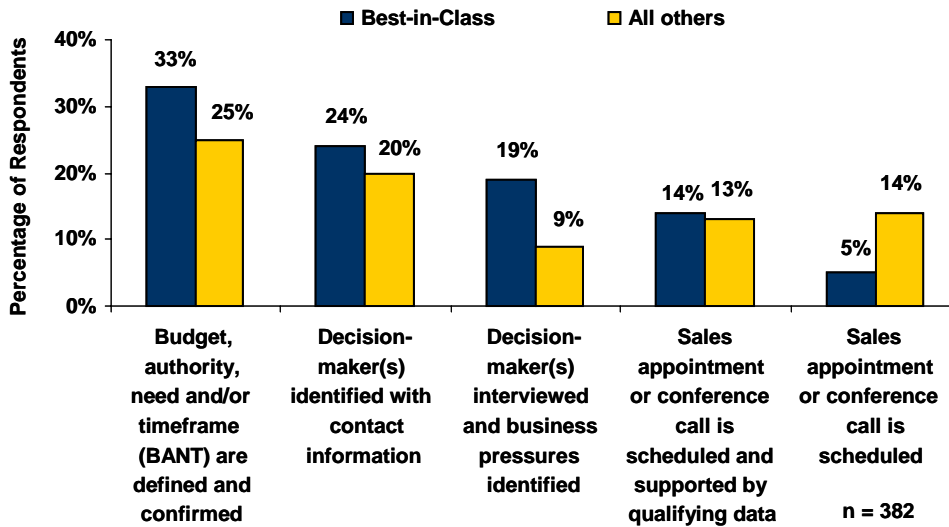 Best-in-Class
All others
Percentage of Respondents
40%
30%
20%
10%
0%
33%
25%
24%
20%
19%
9%
14%
13%
5%
14%
Budget,
authority,
need and/or
timeframe
(BANT) are
defined and
confirmed
Decision-
maker(s)
identified with
contact
information
Decision-
maker(s)
interviewed
and business
pressures
identified
Sales
appointment
or conference
call is
scheduled and
supported by
qualifying data
Sales
appointment
or conference
call is
scheduled
n = 382